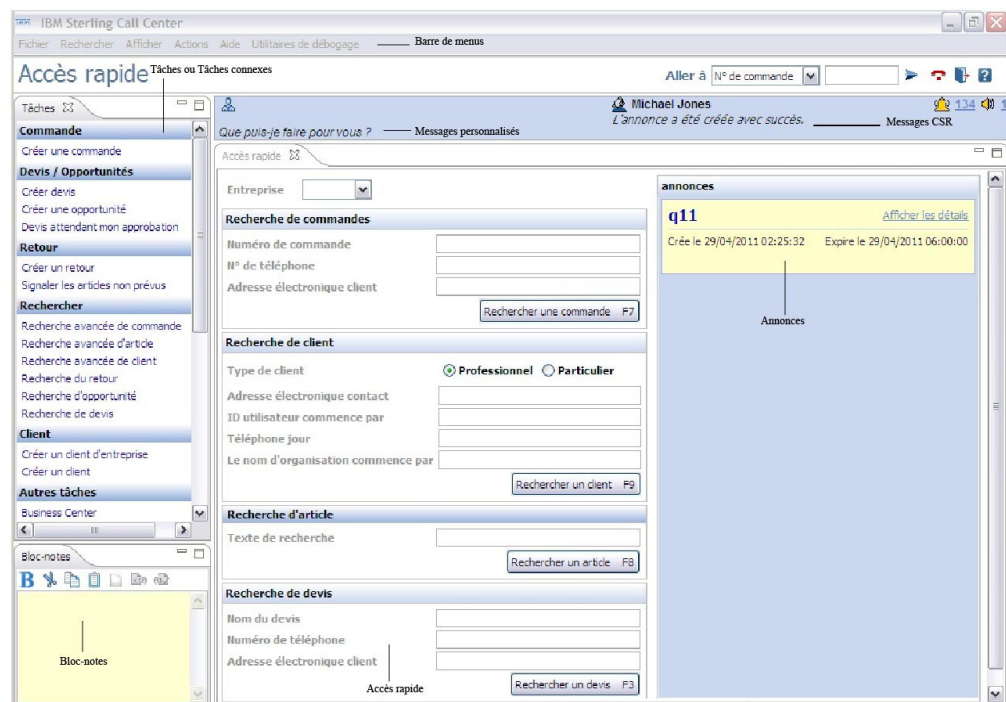 IBM IBM Sterling Call Center
Fichier Rechercher Afficher Actions Aide Utilitaires de débogage
Barre de menus
Accès rapide
Tâches ou Tâches connexes
Aller à N° de commande
Tâches
Commande
Créer une commande
Devis / Opportunités
Créer devis
Créer une opportunité
Devis attendant mon approbation
Retour
Créer un retour
Signaler les articles non prévus
Rechercher
Recherche avancée de commande
Recherche avancée d'article
Recherche avancée de client
Recherche du retour
Recherche d'opportunité
Recherche de devis
Client
Créer un client d'entreprise
Créer un client
Autres tâches
Business Center
Bloc-notes
B
Bloc-notes
Que puis-je faire pour vous ?
Messages personnalisés
Michael Jones
134
1
L'annonce a été créée avec succès.
Messages CSR
Accès rapide
Entreprise
Recherche de commandes
Numéro de commande
N° de téléphone
Adresse électronique client
Rechercher une commande F7
Recherche de client
Type de client Professionnel Particulier
Adresse électronique contact
ID utilisateur commence par
Téléphone jour
Le nom d'organisation commence par
Rechercher un client F9
Recherche d'article
Texte de recherche
Rechercher un article F8
Recherche de devis
Nom du devis
Numéro de téléphone
Adresse électronique client
Accès rapide
Rechercher un devis F3
annonces
q11 Afficher les détails
Crée le 29/04/2011 02:25:32 Expire le 29/04/2011 06:00:00
Annonces